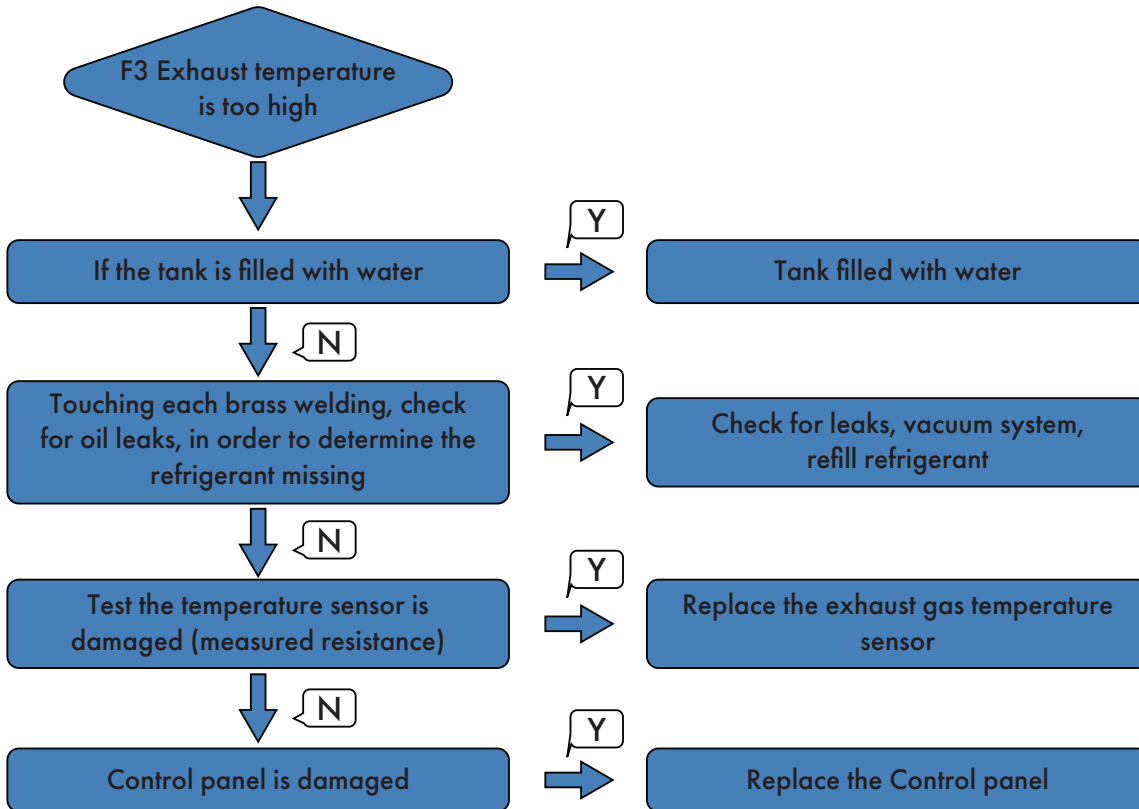 F3 Exhaust temperature
is too high
Y
If the tank is filled with water
Tank filled with water
N
Y
Touching each brass welding, check
for oil leaks, in order to determine the
refrigerant missing
Check for leaks, vacuum system,
refill refrigerant
N
Y
Test the temperature sensor is
damaged (measured resistance)
Replace the exhaust gas temperature
sensor
N
Y
Control panel is damaged
Replace the Control panel